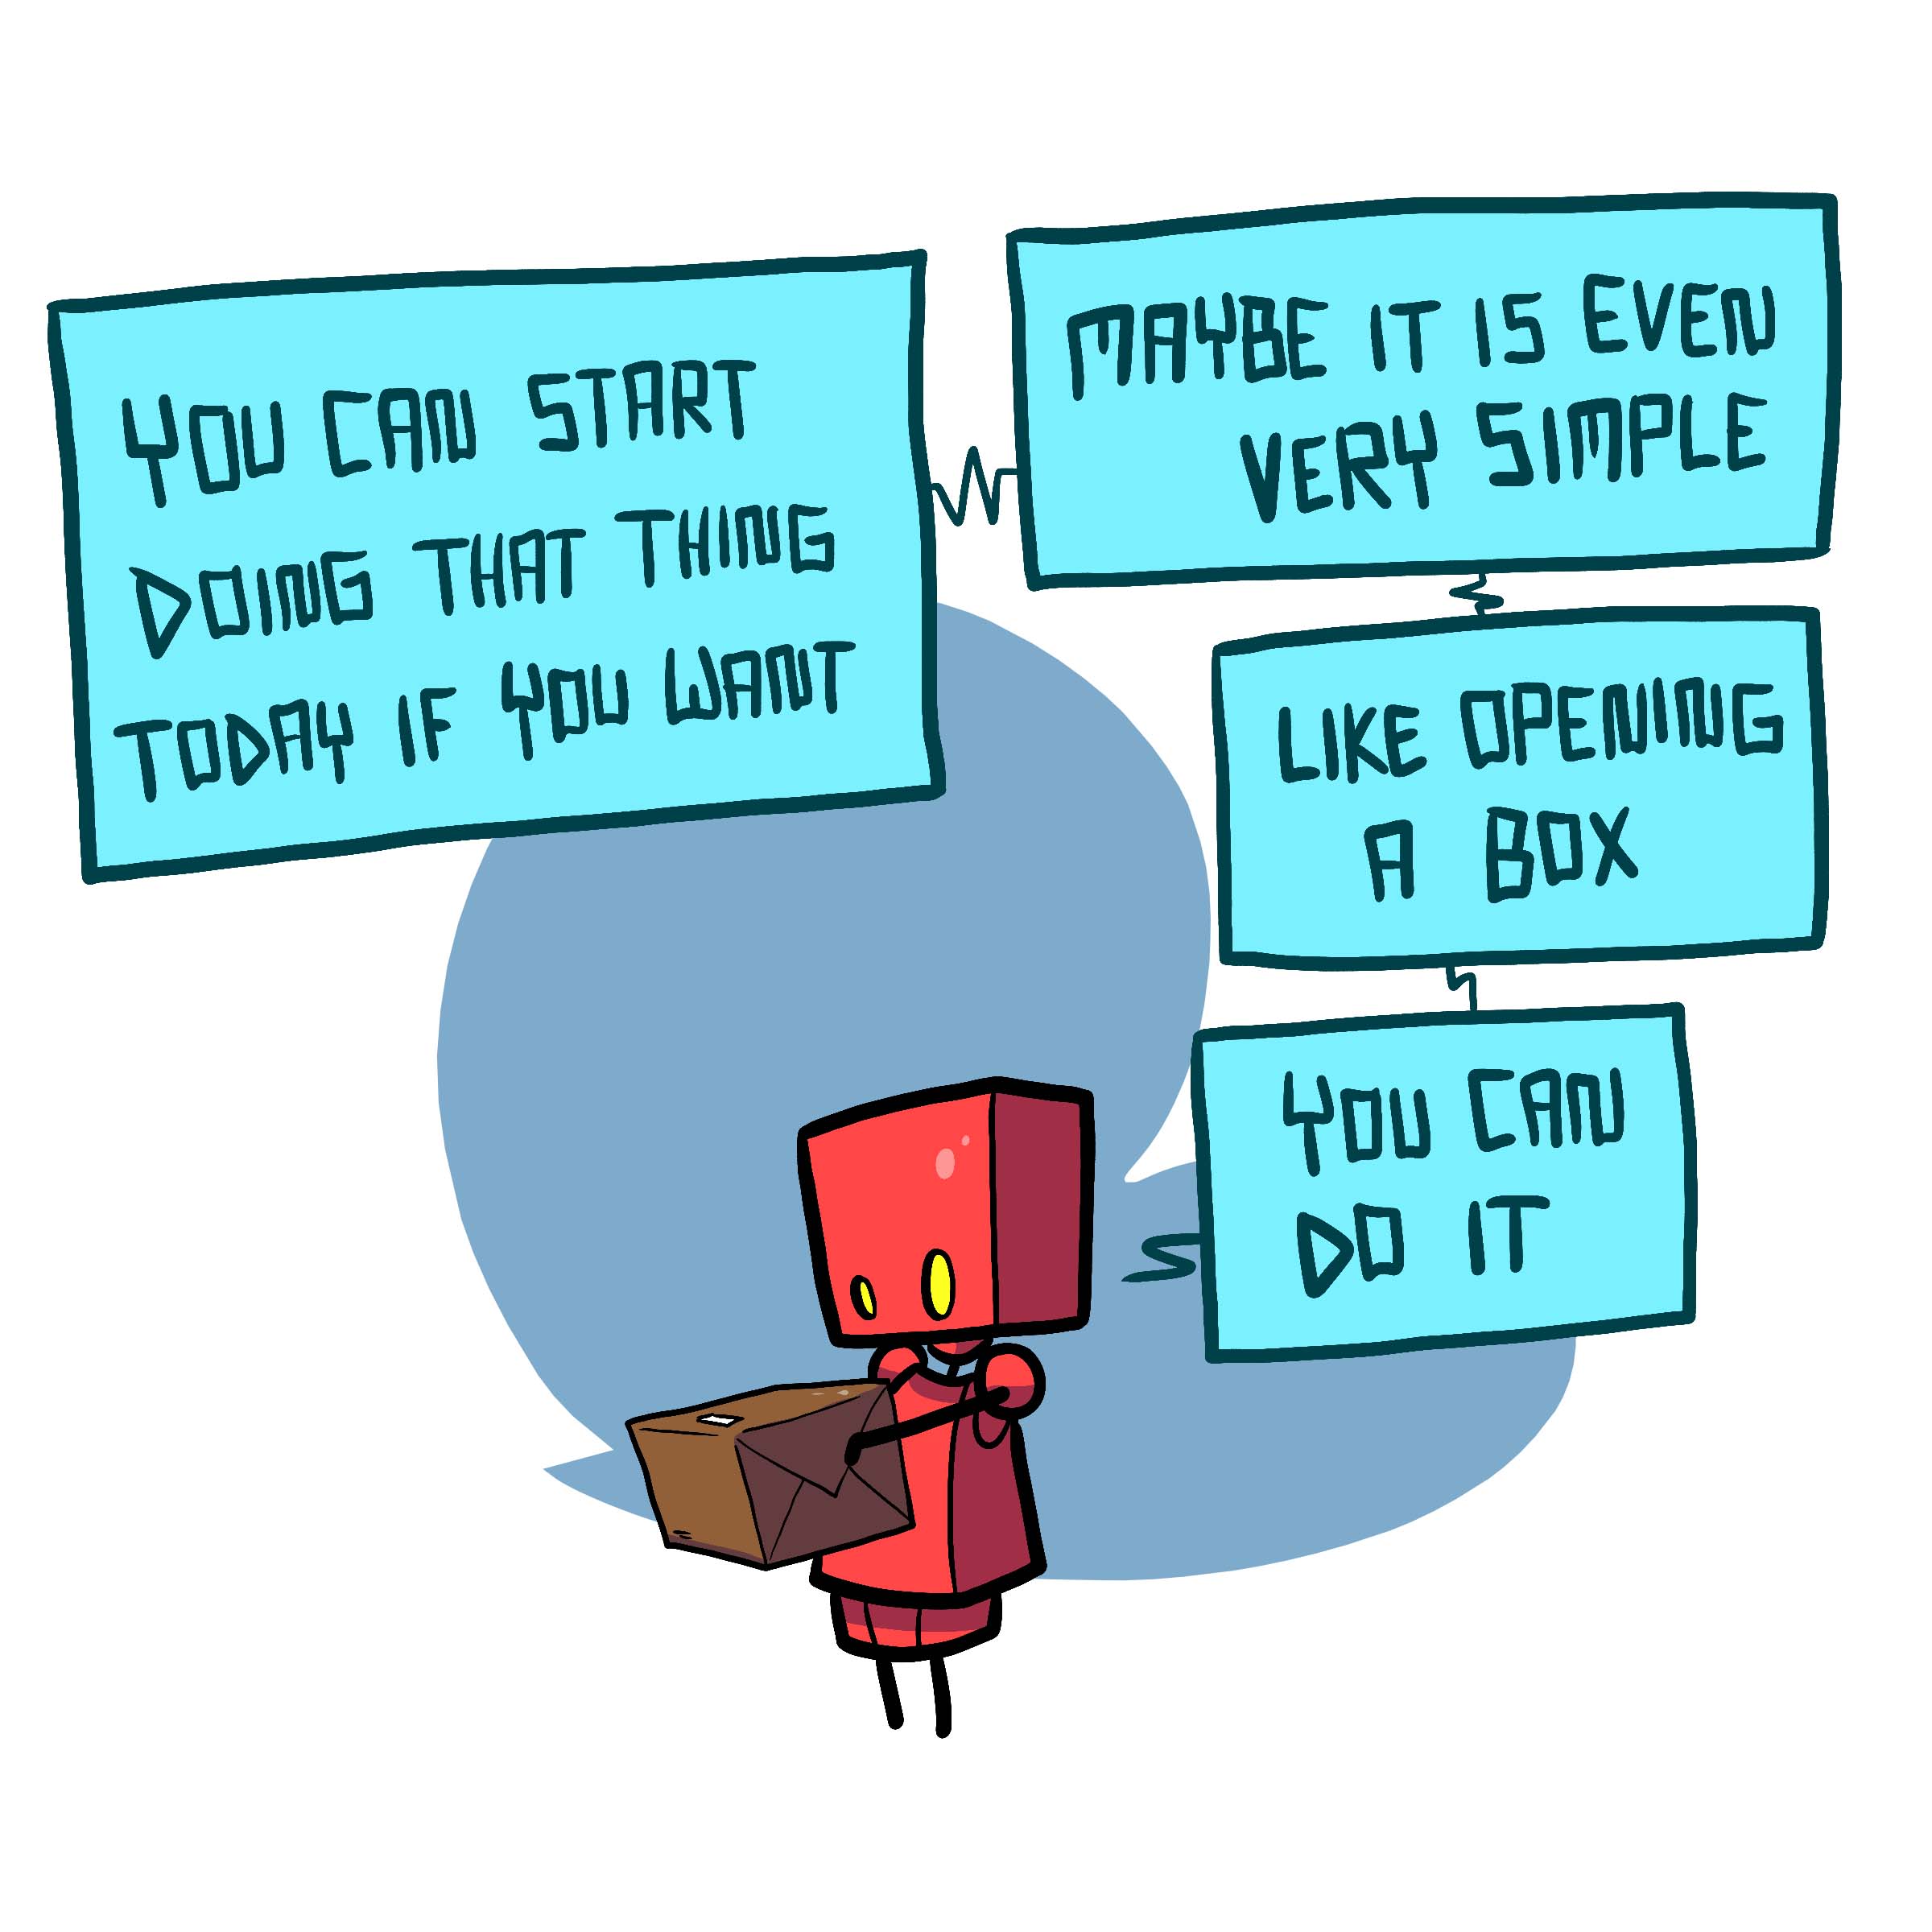 YOU CAN START
DOING THAT THING
TODAY IF YOU WANT
MAYBE IT IS EVEN
VERY SIMPLE
LIKE OPENING
A BOX
YOU CAN
DO IT